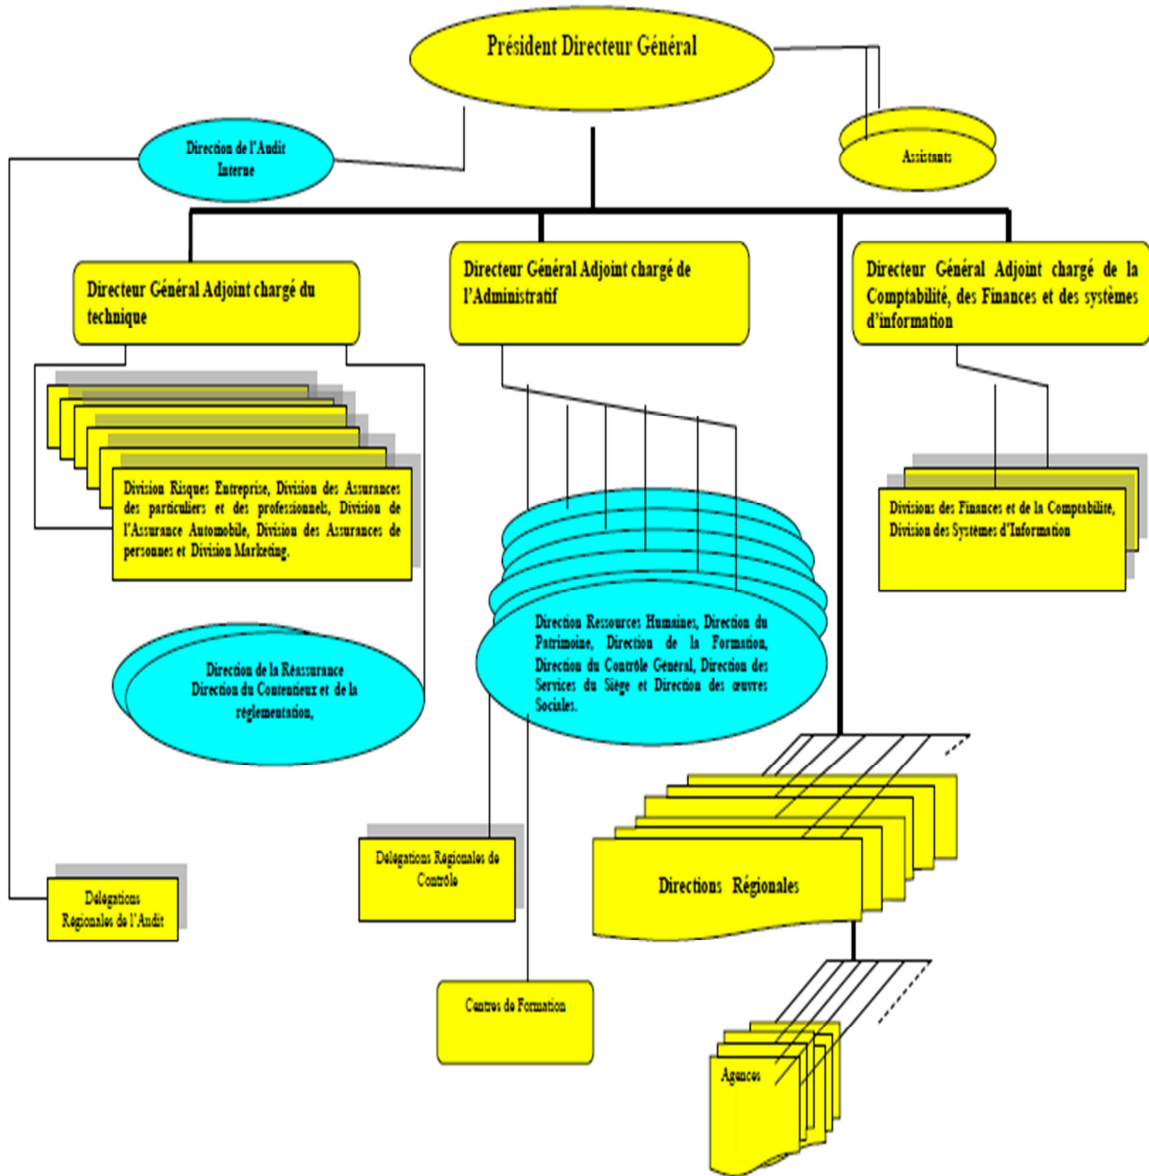 Président Directeur Général
Direction de l'Audit
Interne
Assistants
Directeur Général Adjoint chargé du
technique
Directeur Général Adjoint chargé de
l'Administratif
Directeur Général Adjoint chargé de la
Comptabilité, des Finances et des systèmes
d'information
Division Risques Entreprise, Division des Assurances
des particuliers et des professionnels, Division de
l'Assurance Automobile, Division des Assurances de
personnes et Division Marketing.
Divisions des Finances et de la Comptabilité,
Division des Systèmes d'Information
Direction Ressources Humaines, Direction du
Patrimoine, Direction de la Formation,
Direction du Contrôle Général, Direction des
Services du Siège et Direction des œuvres
Sociales.
Direction de la Réassurance
Direction du Contentieux et de la
réglementation,
Délégations Régionales de
Contrôle
Directions Régionales
Délégations
Régionales de l'Audit
Centres de Formation
Agences